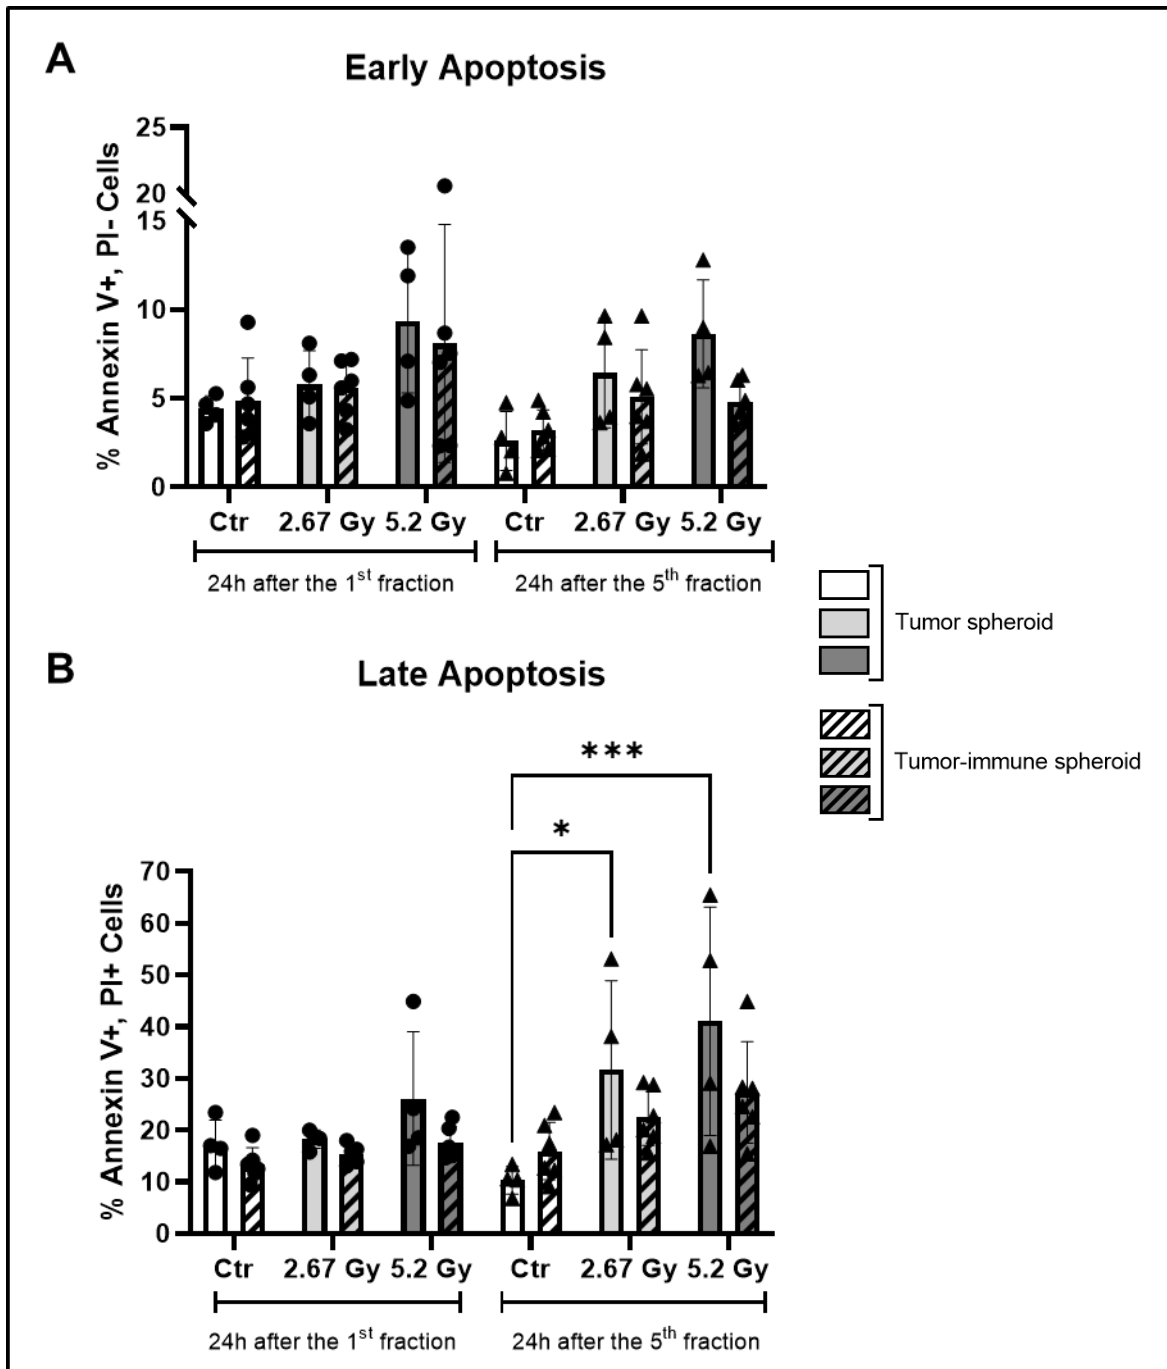 A
Early Apoptosis
% Annexin V+, PI- Cells
25
20
15
10
5
0
Ctr 2.67 Gy 5.2 Gy Ctr 2.67 Gy 5.2 Gy
24h after the 1st fraction 24h after the 5th fraction
Tumor spheroid
Tumor-immune spheroid
B
Late Apoptosis
***
*
% Annexin V+, PI+ Cells
70
60
50
40
30
20
10
0
Ctr 2.67 Gy 5.2 Gy Ctr 2.67 Gy 5.2 Gy
24h after the 1st fraction 24h after the 5th fraction